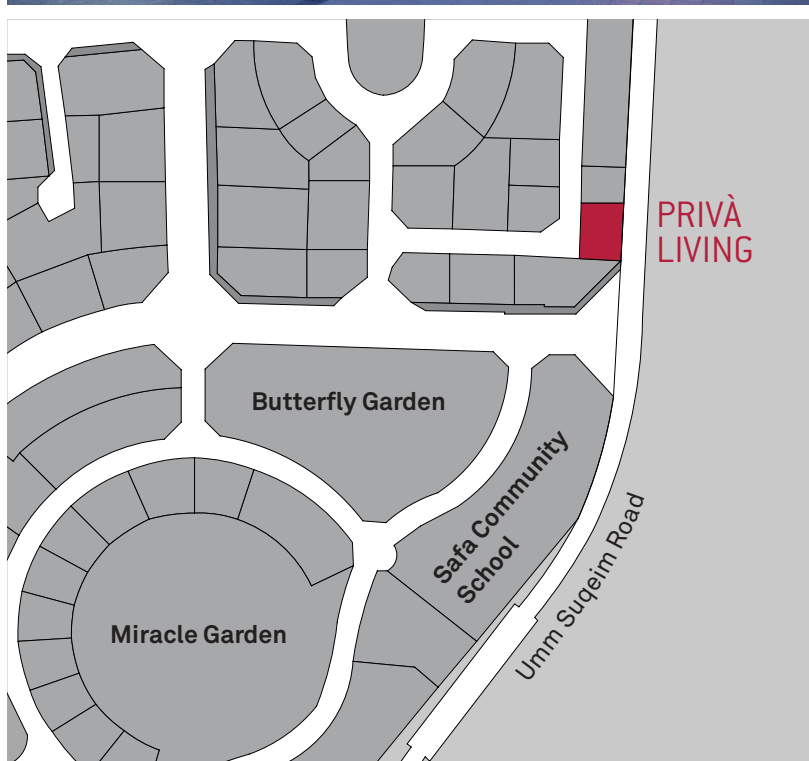 PRIVÀ
LIVING
Butterfly Garden
Safa Community
School
Umm Suqeim Road
Miracle Garden